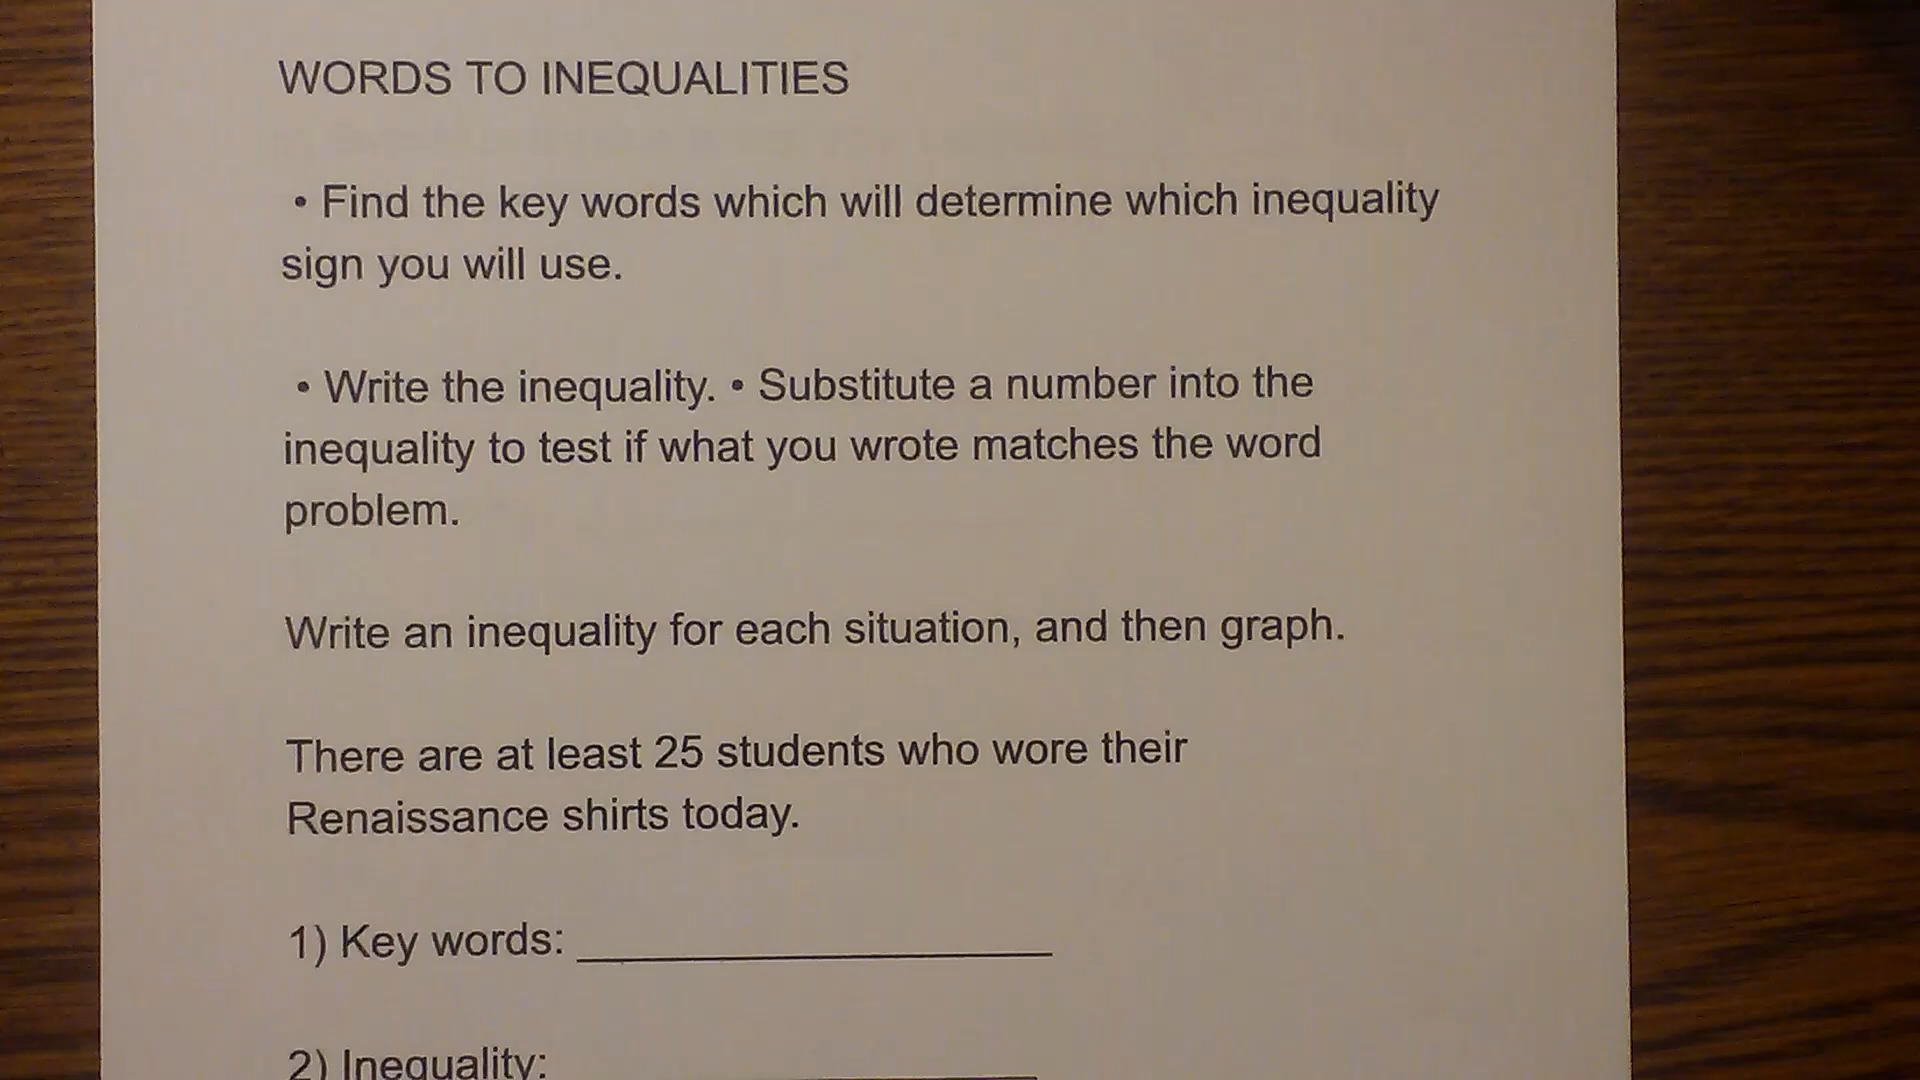 WORDS TO INEQUALITIES
• Find the key words which will determine which inequality
sign you will use.
• Write the inequality. • Substitute a number into the
inequality to test if what you wrote matches the word
problem.
Write an inequality for each situation, and then graph.
There are at least 25 students who wore their
Renaissance shirts today.
1) Key words: ____________________
2) Inequality: ____________________